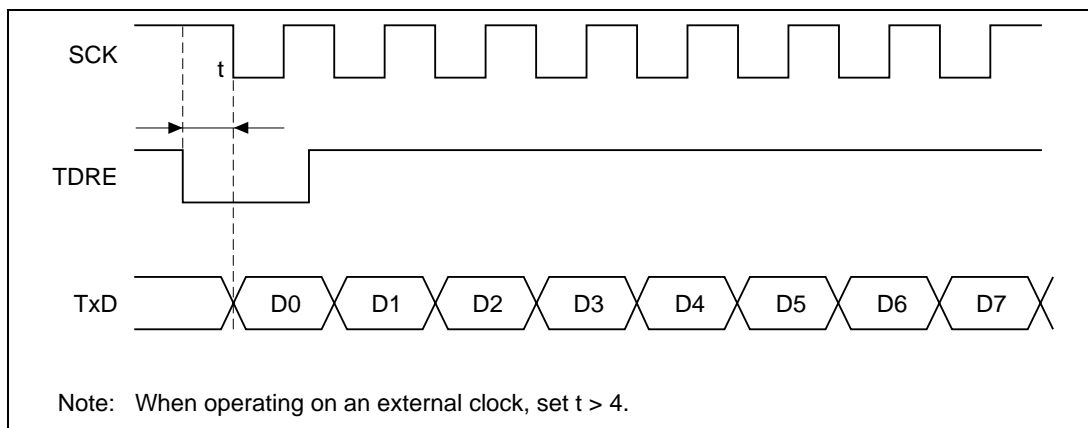 SCK
t
TDRE
TxD D0 D1 D2 D3 D4 D5 D6 D7
Note: When operating on an external clock, set t > 4.